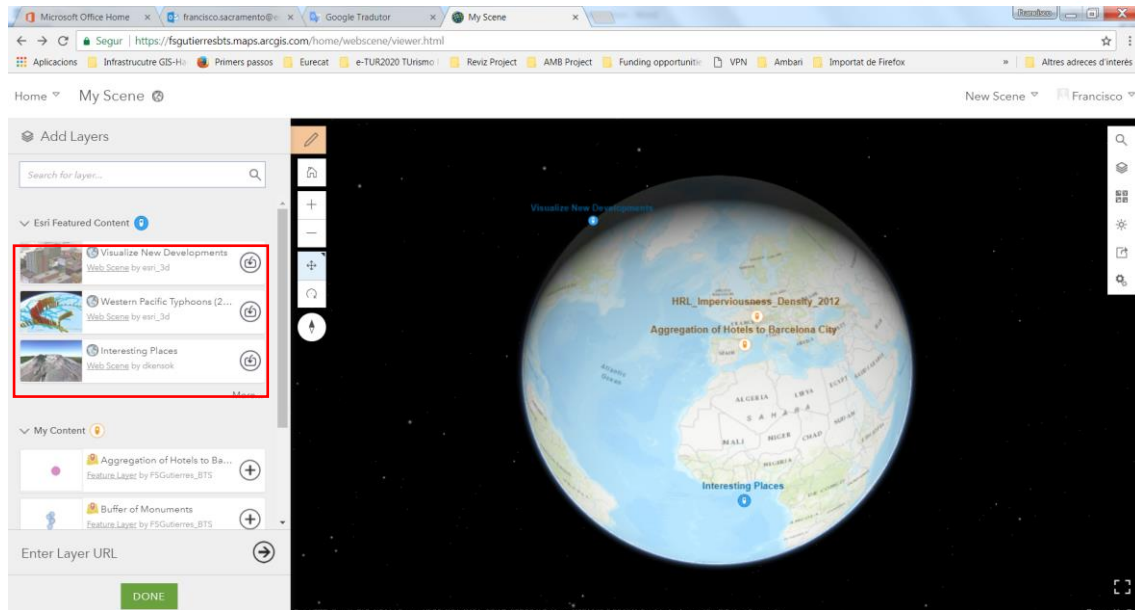 Microsoft Office Home
francisco.sacramento@e
Google Tradutor
My Scene
Francisco
Segur
https://fsgutierresbts.maps.arcgis.com/home/webscene/viewer.html
Aplicacions
Infrastrucutre GIS-Ha
Primers passos
Eurecat
e-TUR2020 TUrismo
Reviz Project
AMB Project
Funding opportunitie
VPN
Ambari
Importat de Firefox
»
Altres adreces d'interès
Home
My Scene
New Scene
Francisco
Add Layers
Search for layer...
Esri Featured Content
Visualize New Developments
Web Scene by esri_3d
Western Pacific Typhoons (2...
Web Scene by esri_3d
Interesting Places
Web Scene by dkensok
More...
My Content
Aggregation of Hotels to Ba...
Feature Layer by FSGutierres_BTS
Buffer of Monuments
Feature Layer by FSGutierres_BTS
Enter Layer URL
DONE
Visualize New Developments
HRL_Imperviousness_Density_2012
Aggregation of Hotels to Barcelona City
Atlantic
Ocean
ALGERIA
LIBYA
EGYPT
SAHARA
MALI
NIGER
CHAD
SUDAN
NIGERIA
Interesting Places